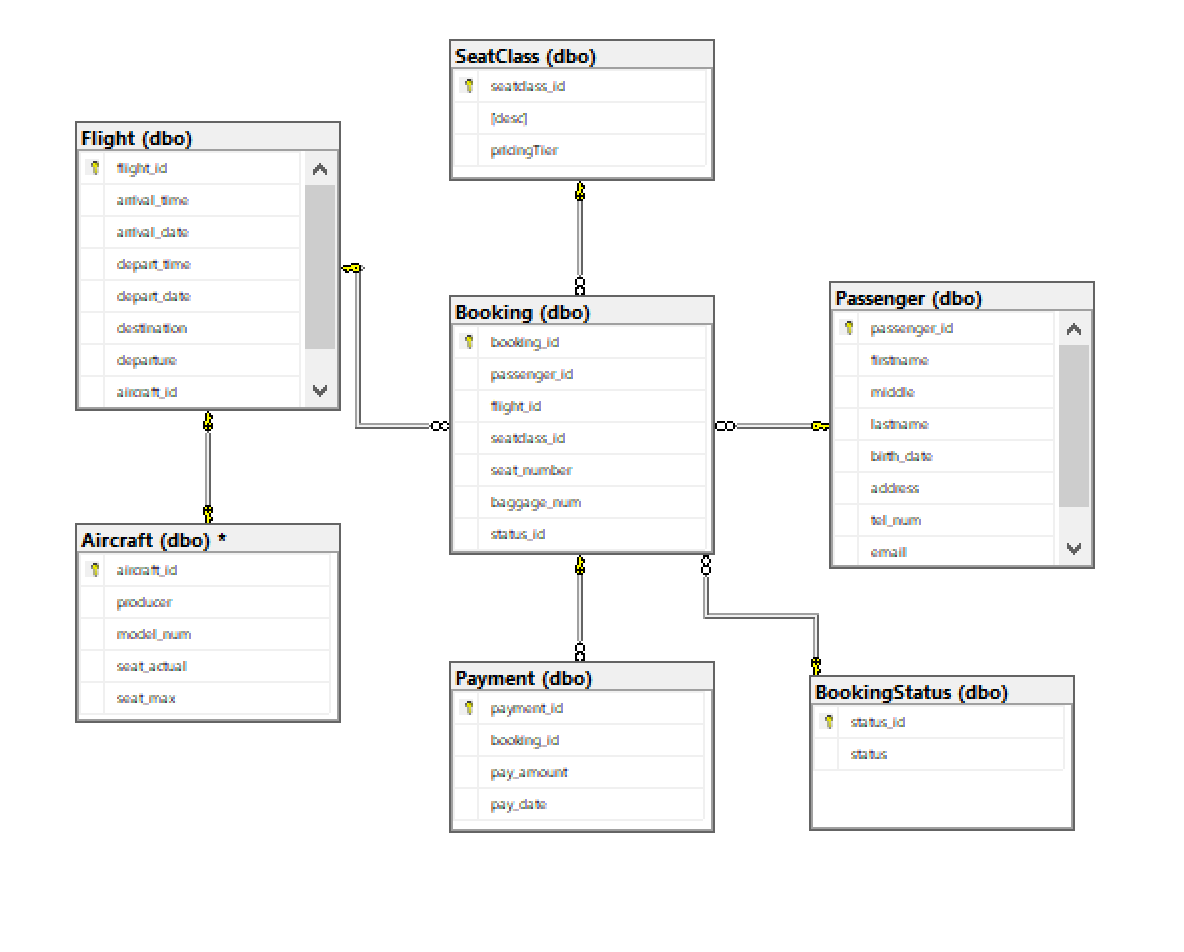 SeatClass (dbo)
seatclass_id
[desc]
pricingTier
Flight (dbo)
flight_id
arrival_time
arrival_date
depart_time
depart_date
destination
departure
aircraft_id
Booking (dbo)
booking_id
passenger_id
flight_id
seatclass_id
seat_number
baggage_num
status_id
Passenger (dbo)
passenger_id
firstname
middle
lastname
birth_date
address
tel_num
email
Aircraft (dbo) *
aircraft_id
producer
model_num
seat_actual
seat_max
Payment (dbo)
payment_id
booking_id
pay_amount
pay_date
BookingStatus (dbo)
status_id
status